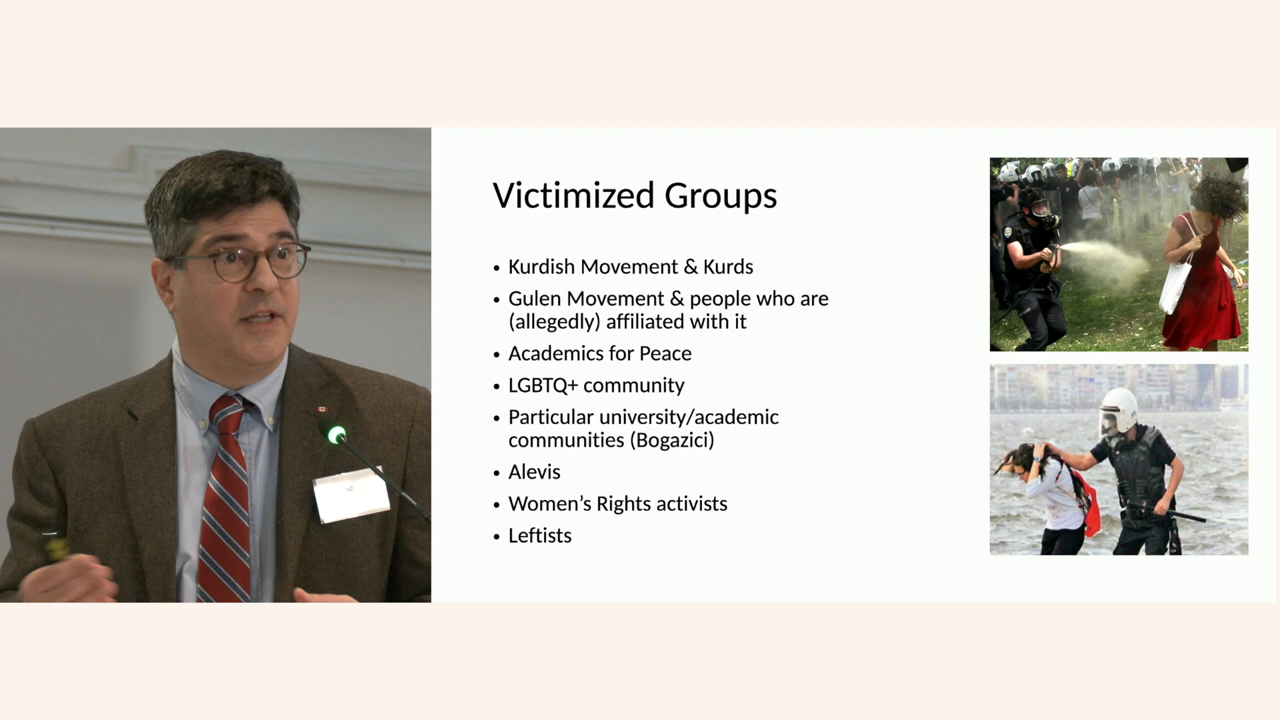 Victimized Groups
• Kurdish Movement & Kurds
• Gulen Movement & people who are
(allegedly) affiliated with it
• Academics for Peace
• LGBTQ+ community
• Particular university/academic
communities (Bogazici)
• Alevis
• Women’s Rights activists
• Leftists